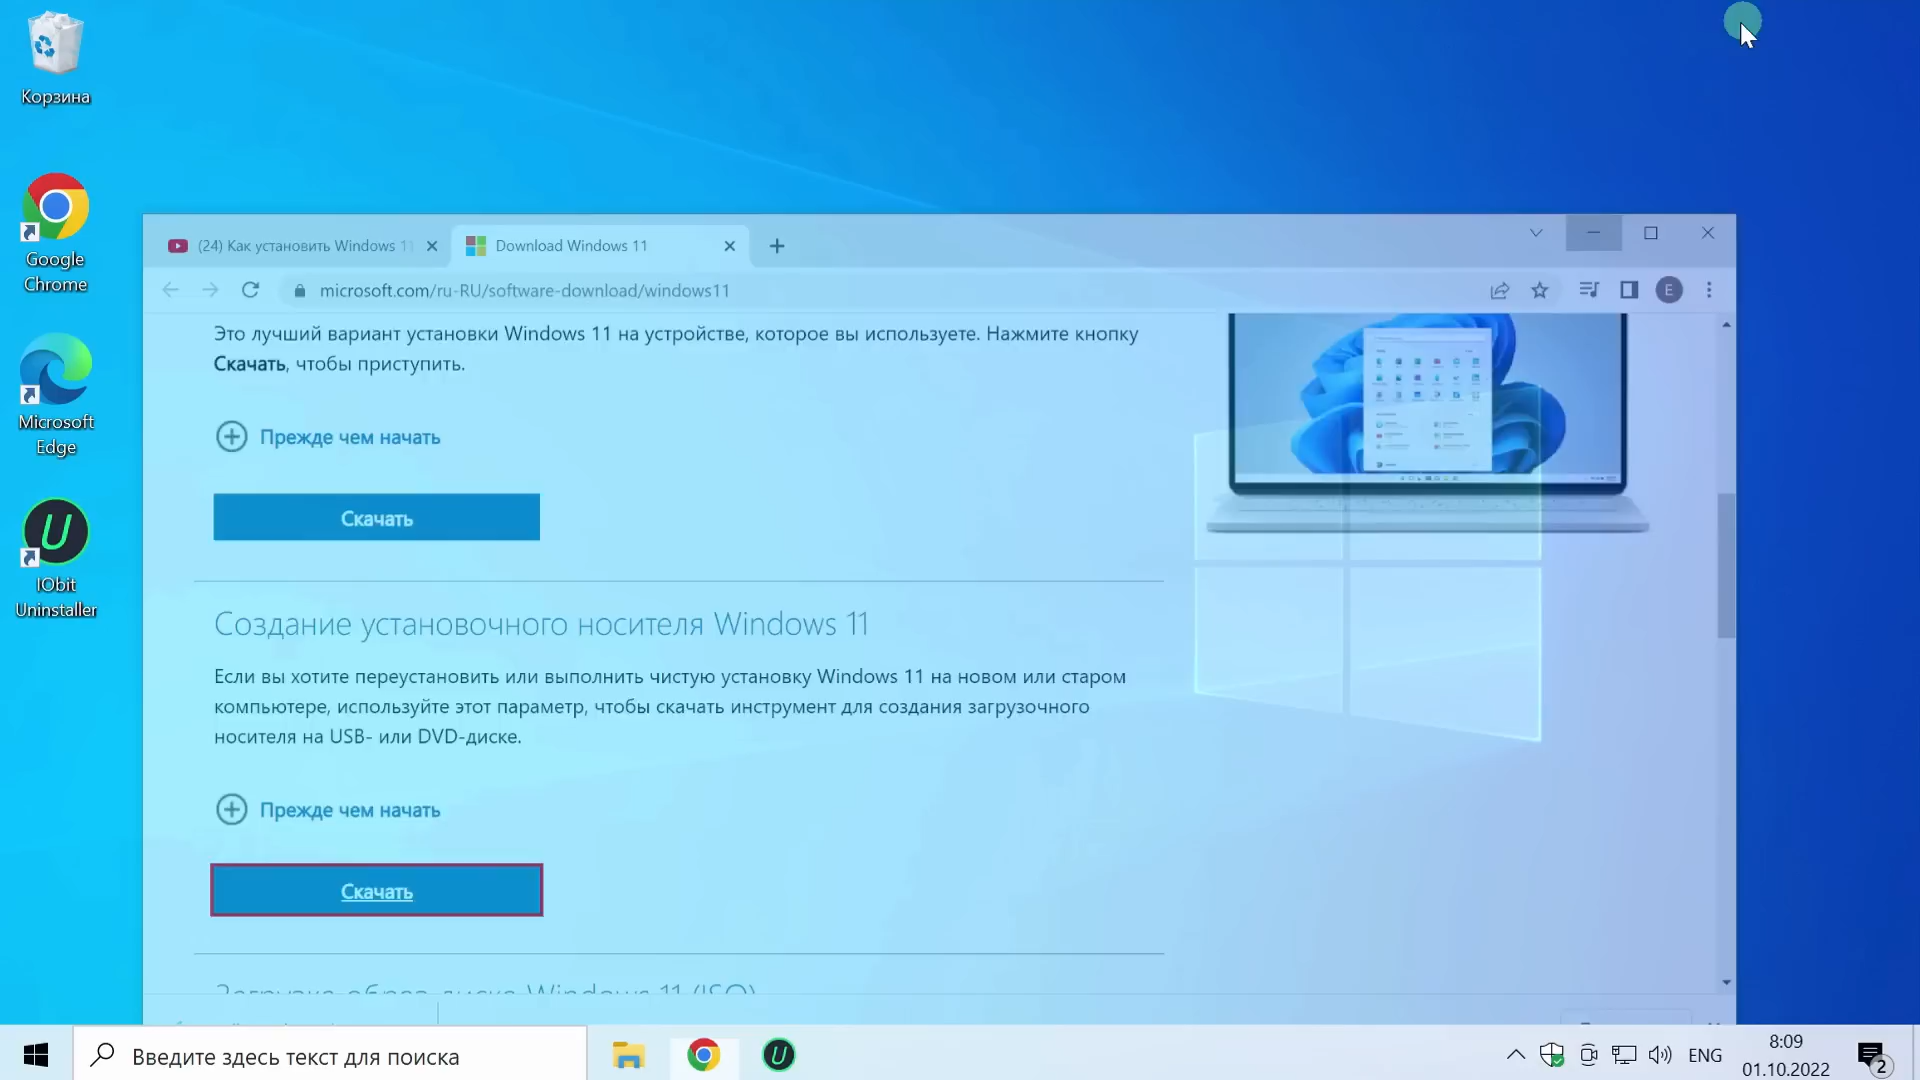 Корзина
Google
Chrome
Microsoft
Edge
IObit
Uninstaller
(24) Как установить Windows 11
Download Windows 11
microsoft.com/ru-RU/software-download/windows11
E
Это лучший вариант установки Windows 11 на устройстве, которое вы используете. Нажмите кнопку
Скачать, чтобы приступить.
Прежде чем начать
Скачать
Создание установочного носителя Windows 11
Если вы хотите переустановить или выполнить чистую установку Windows 11 на новом или старом
компьютере, используйте этот параметр, чтобы скачать инструмент для создания загрузочного
носителя на USB- или DVD-диске.
Прежде чем начать
Скачать
Windows 11 (ISO)
Введите здесь текст для поиска
ENG
8:09
01.10.2022
2